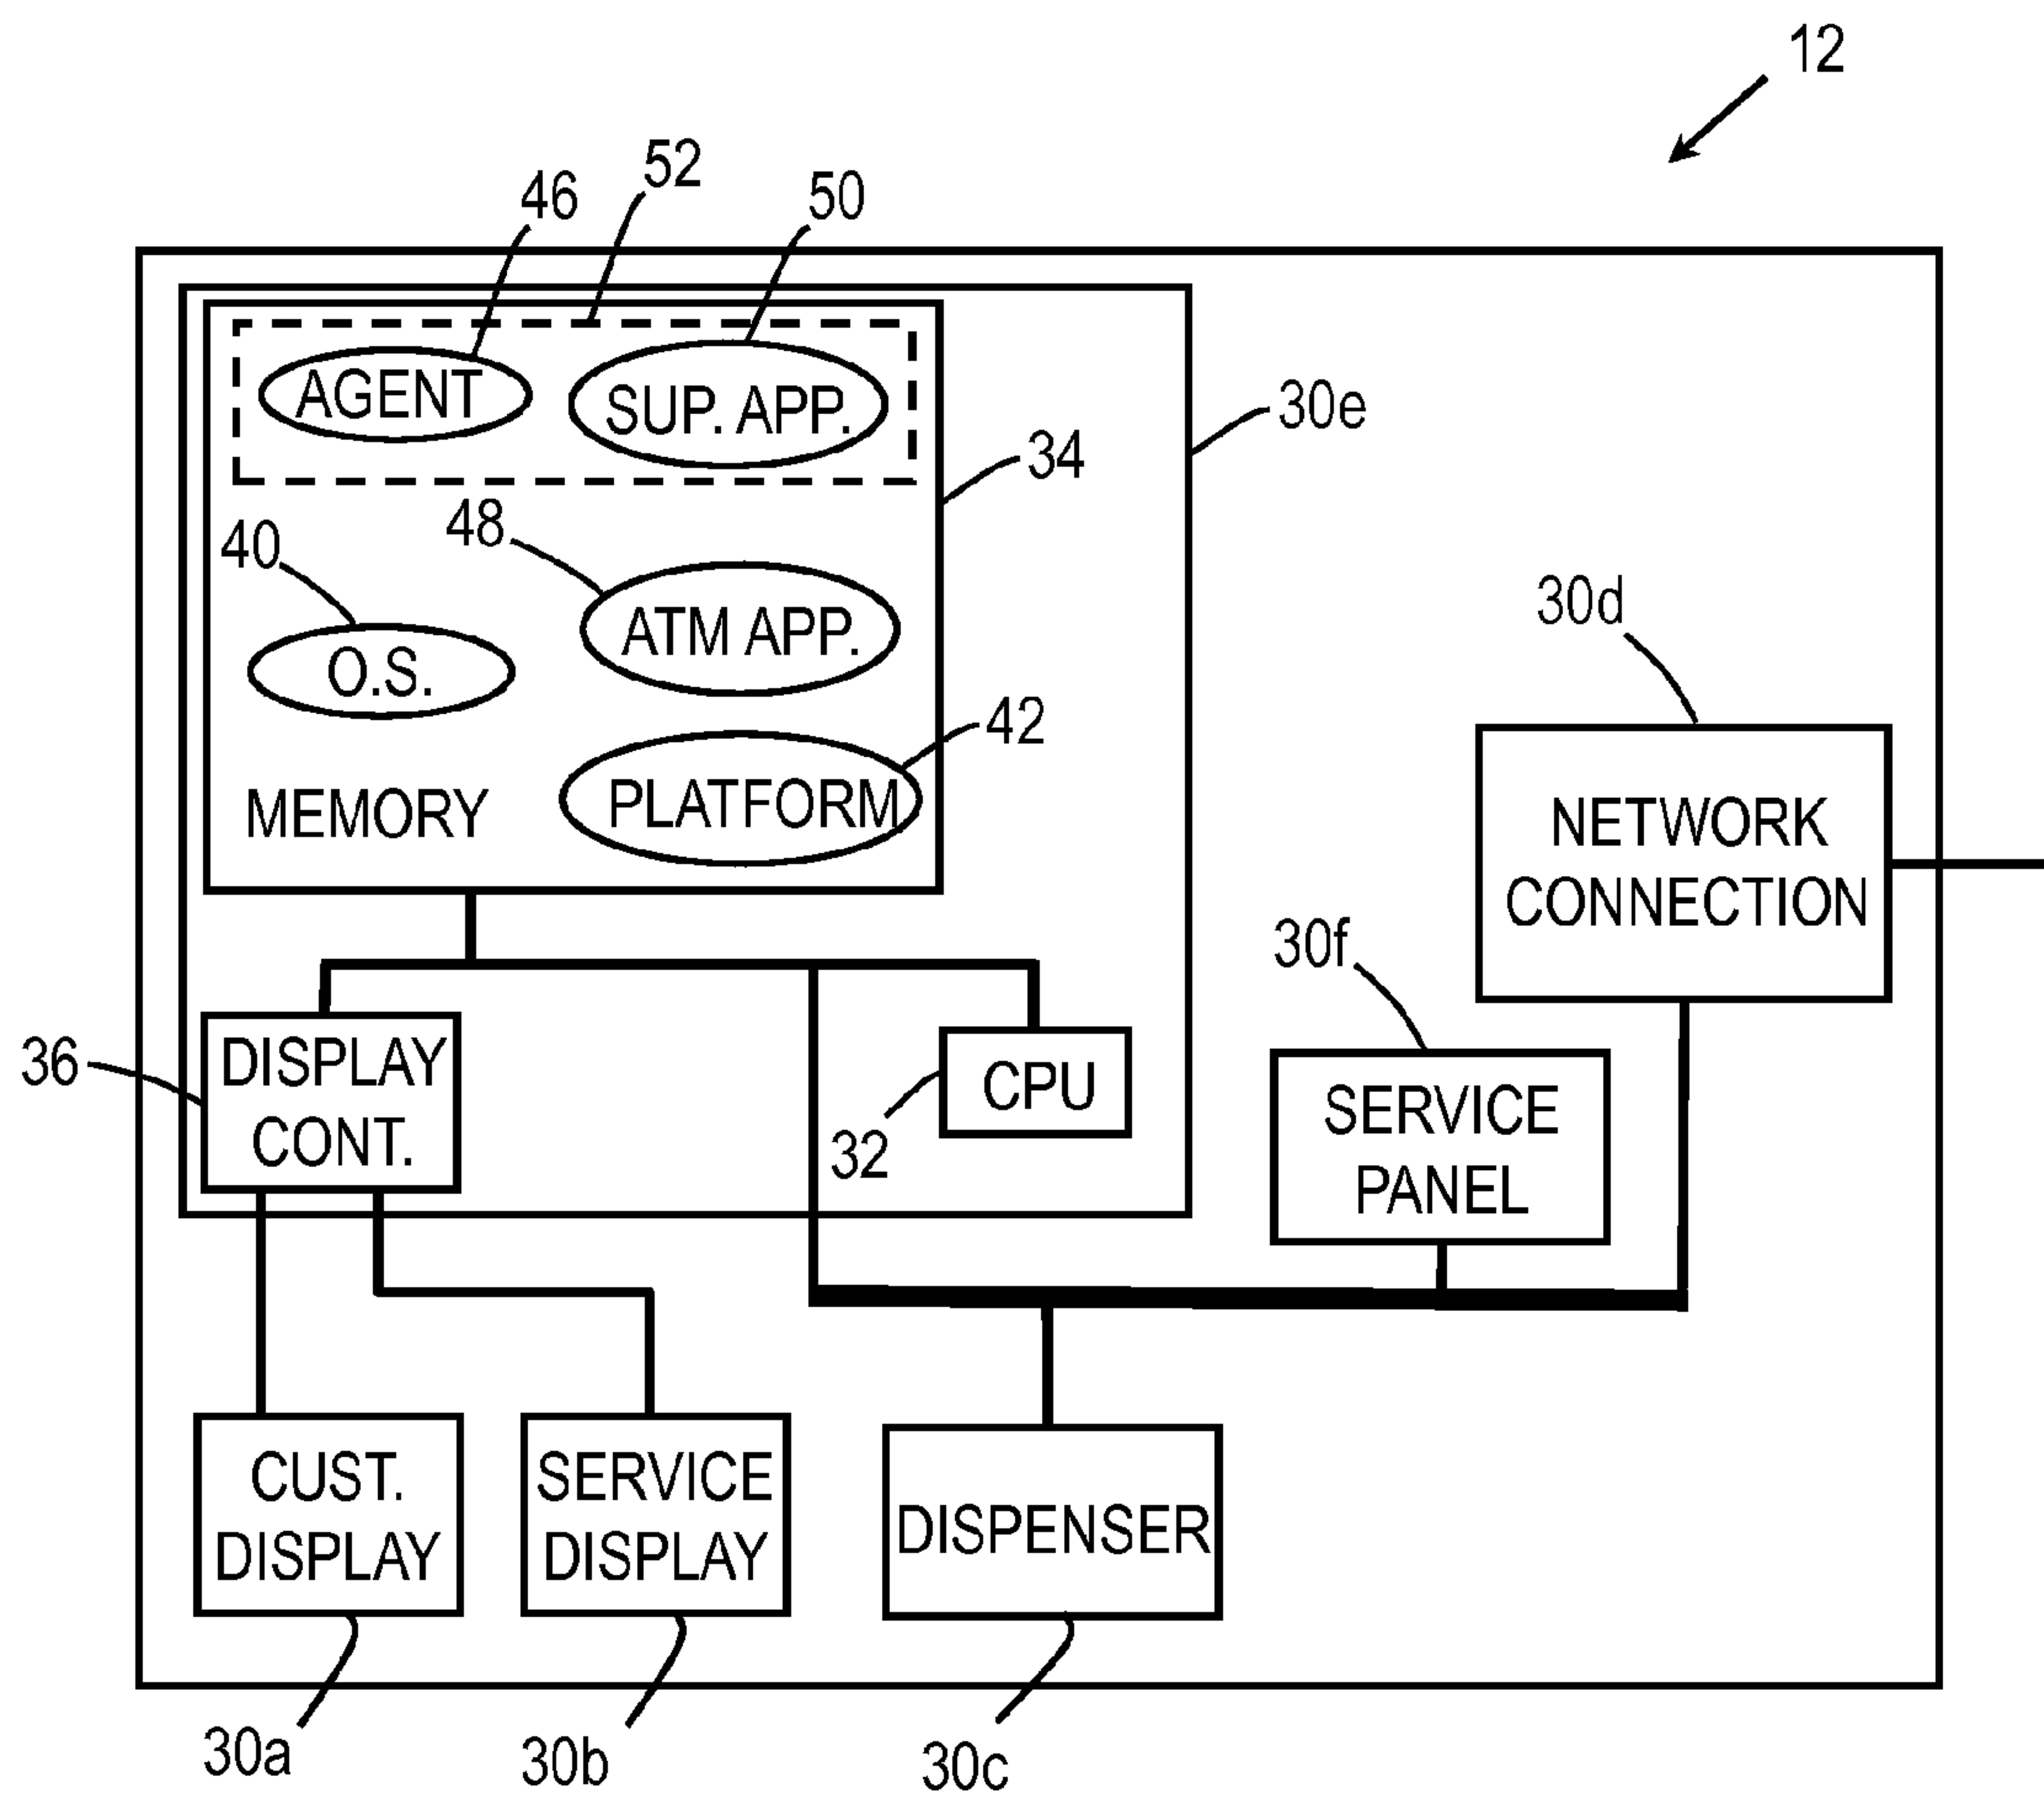 12
52
46
50
AGENT
SUP. APP.
30e
34
48
40
ATM APP.
30d
O.S.
42
MEMORY
PLATFORM
NETWORK
CONNECTION
30f
36
DISPLAY
CONT.
CPU
32
SERVICE
PANEL
CUST.
DISPLAY
SERVICE
DISPLAY
DISPENSER
30a
30b
30c